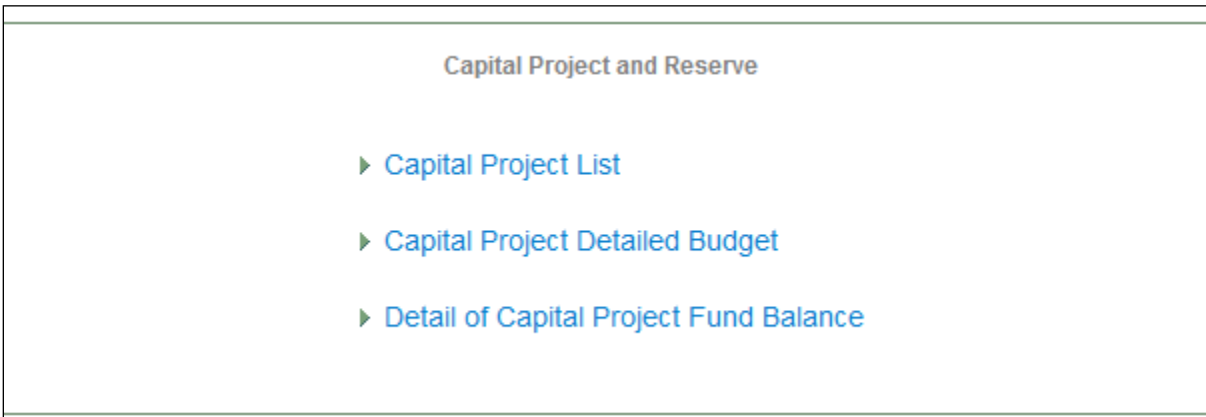 Capital Project and Reserve
Capital Project List
Capital Project Detailed Budget
Detail of Capital Project Fund Balance